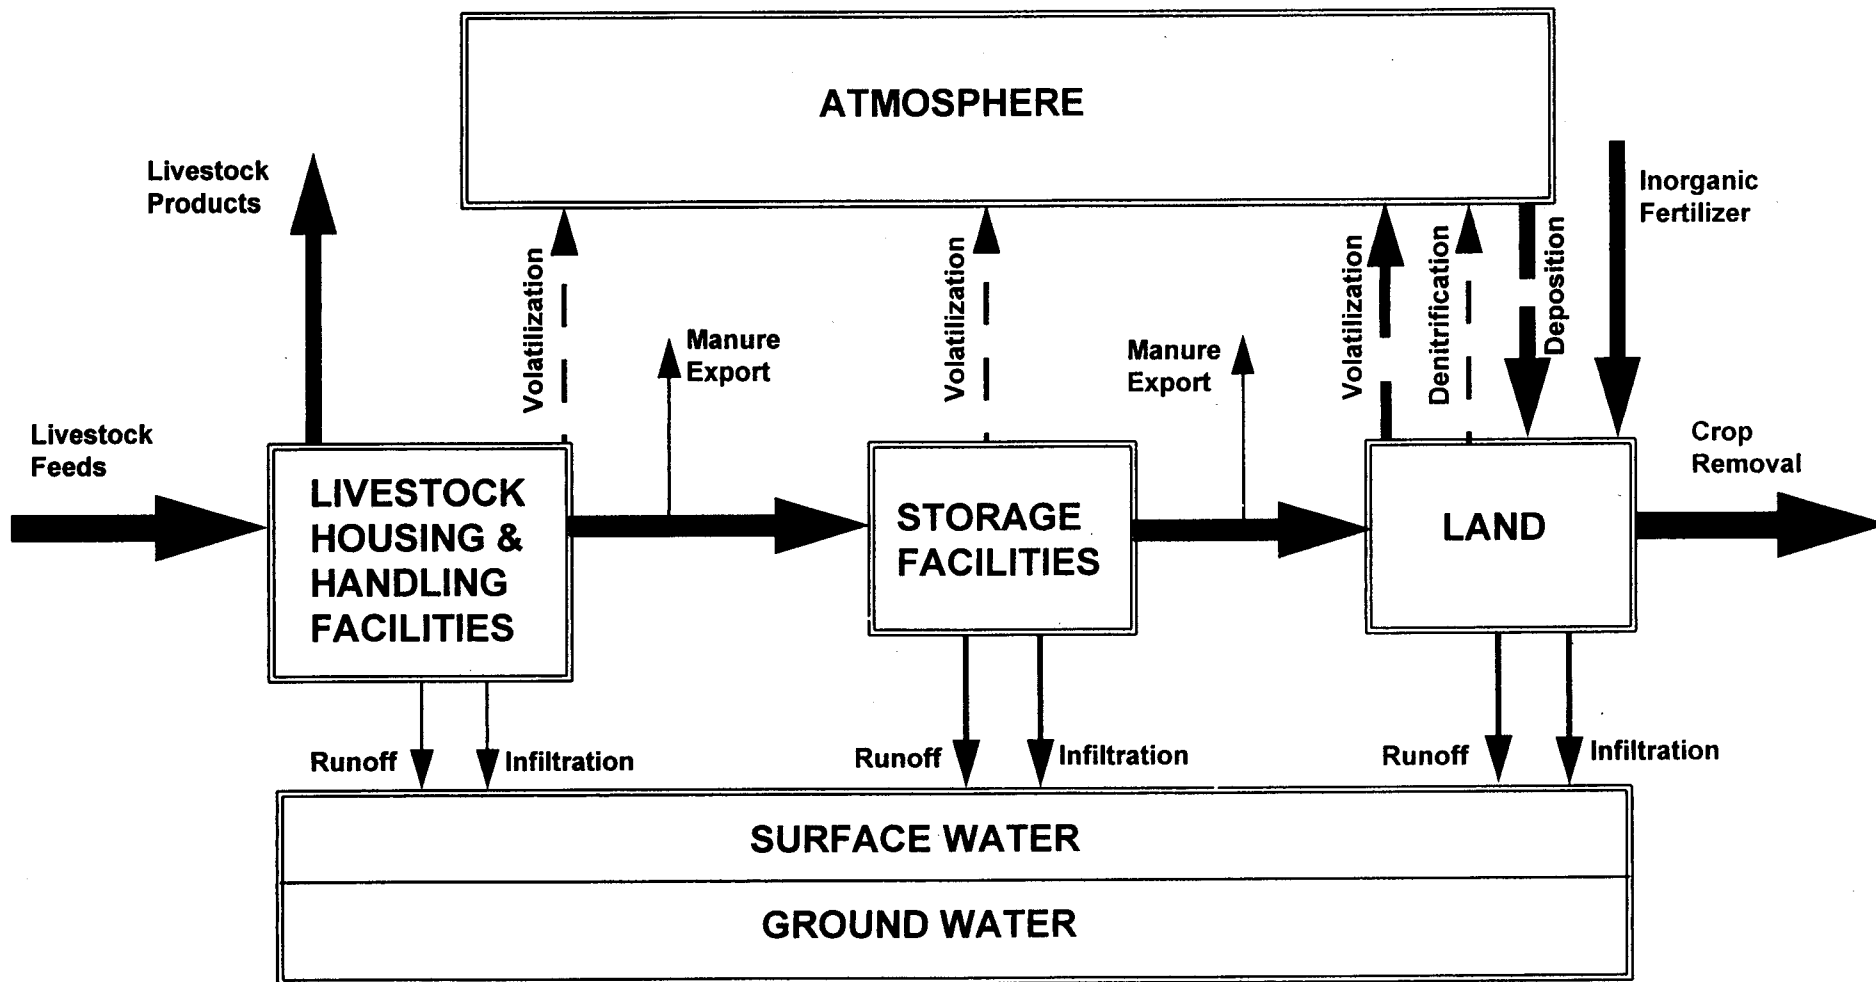 ATMOSPHERE
Livestock
Products
Inorganic
Fertilizer
Volatilization
Volatilization
Volatilization
Denitrification
Deposition
Manure
Export
Manure
Export
Livestock
Feeds
Crop
Removal
LIVESTOCK
HOUSING &
HANDLING
FACILITIES
STORAGE
FACILITIES
LAND
Runoff
Infiltration
Runoff
Infiltration
Runoff
Infiltration
SURFACE WATER
GROUND WATER